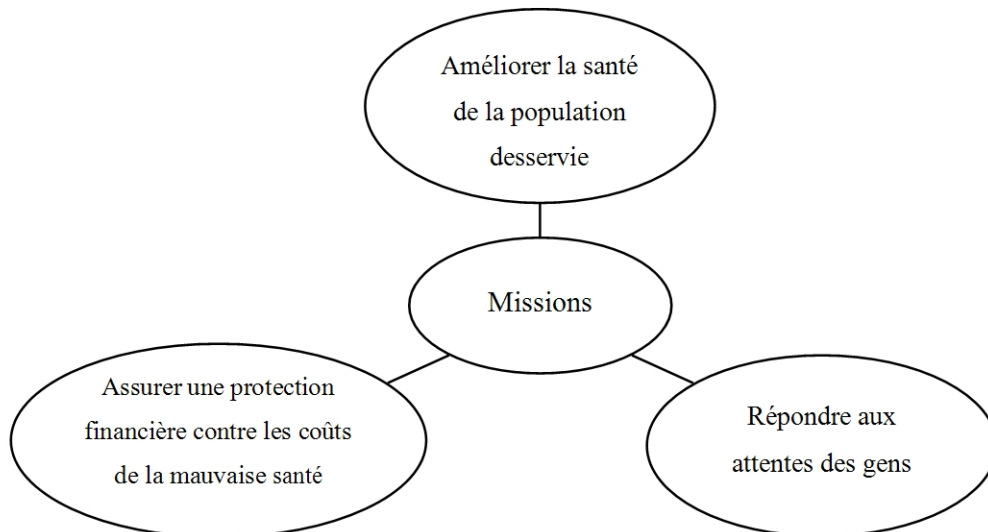 Améliorer la santé
de la population
desservie
Missions
Assurer une protection
financière contre les coûts
de la mauvaise santé
Répondre aux
attentes des gens